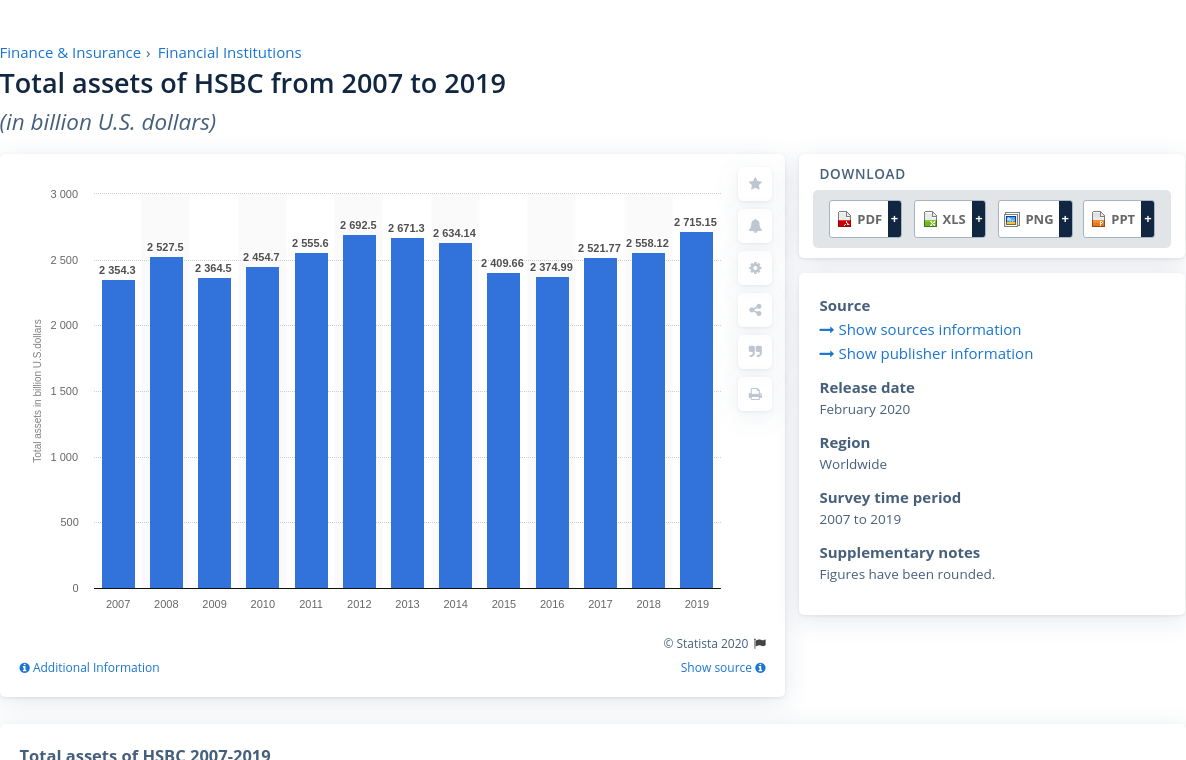 Finance & Insurance › Financial Institutions
Total assets of HSBC from 2007 to 2019
(in billion U.S. dollars)
3 000
2 500
2 000
1 500
1 000
500
0
Total assets in billion U.S.dollars
2 354.3
2 527.5
2 364.5
2 454.7
2 555.6
2 692.5
2 671.3
2 634.14
2 409.66
2 374.99
2 521.77
2 558.12
2 715.15
2007 2008 2009 2010 2011 2012 2013 2014 2015 2016 2017 2018 2019
© Statista 2020
Additional Information
Show source
DOWNLOAD
PDF + XLS + PNG + PPT +
Source
Show sources information
Show publisher information
Release date
February 2020
Region
Worldwide
Survey time period
2007 to 2019
Supplementary notes
Figures have been rounded.
Total assets of HSBC 2007-2019